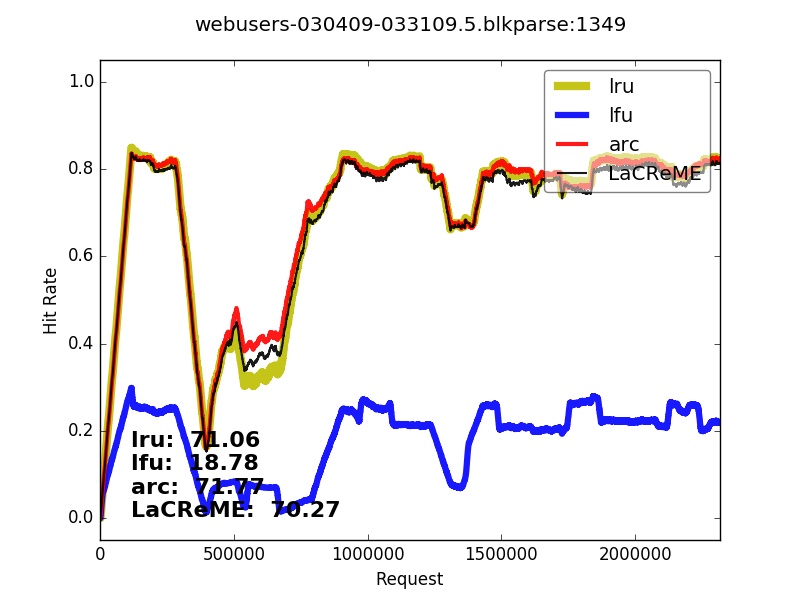 webusers-030409-033109.5.blkparse:1349
1.0
0.8
0.6
0.4
0.2
0.0
Hit Rate
lru
lfu
arc
LaCReME
lru: 71.06
lfu: 18.78
arc: 71.77
LaCReME: 70.27
0
500000
1000000
1500000
2000000
Request